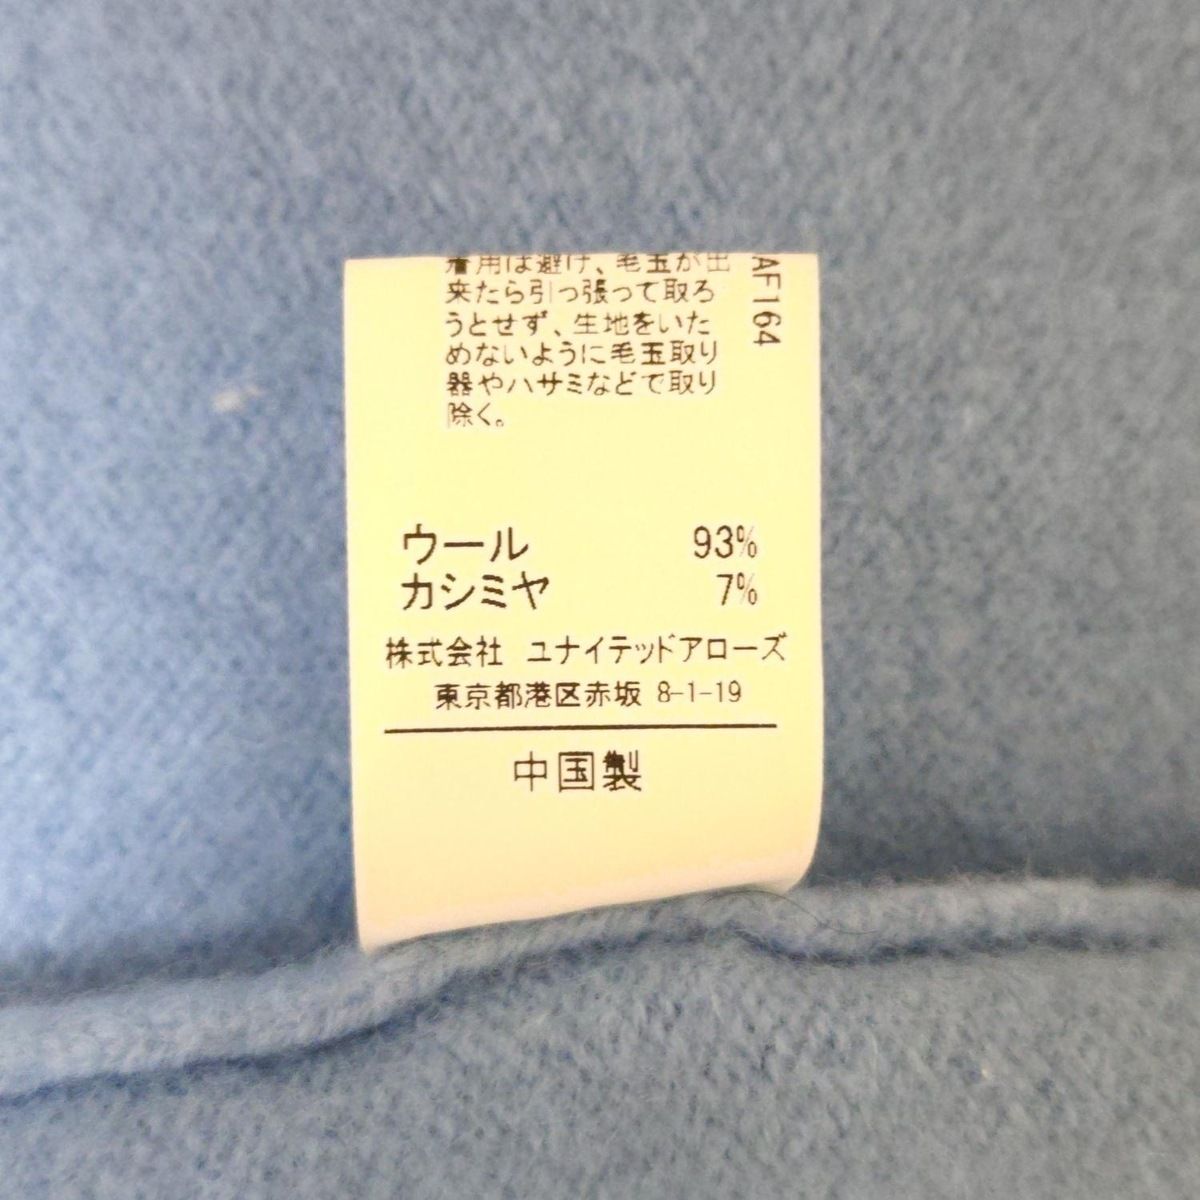 着用は避け、毛玉が出
来たら引っ張って取ろ
うとせず、生地をいた
めないように毛玉取り
器やハサミなどで取り
除く。
AF164
ウール 93%
カシミヤ 7%
株式会社 ユナイテッドアローズ
東京都港区赤坂 8-1-19
中国製